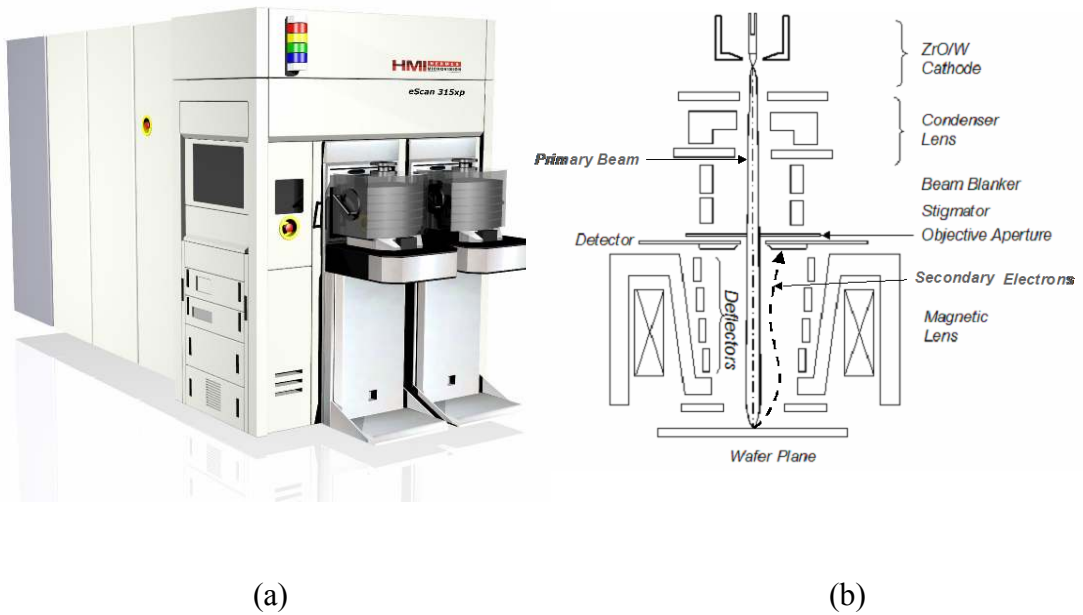 HMI HERMES MICROVISION
eScan 315xp
ZrO/W
Cathode
Condenser
Lens
Primary Beam
Beam Blanker
Stigmator
Detector
Objective Aperture
Secondary Electrons
Deflectors
Magnetic
Lens
Wafer Plane
(a)
(b)